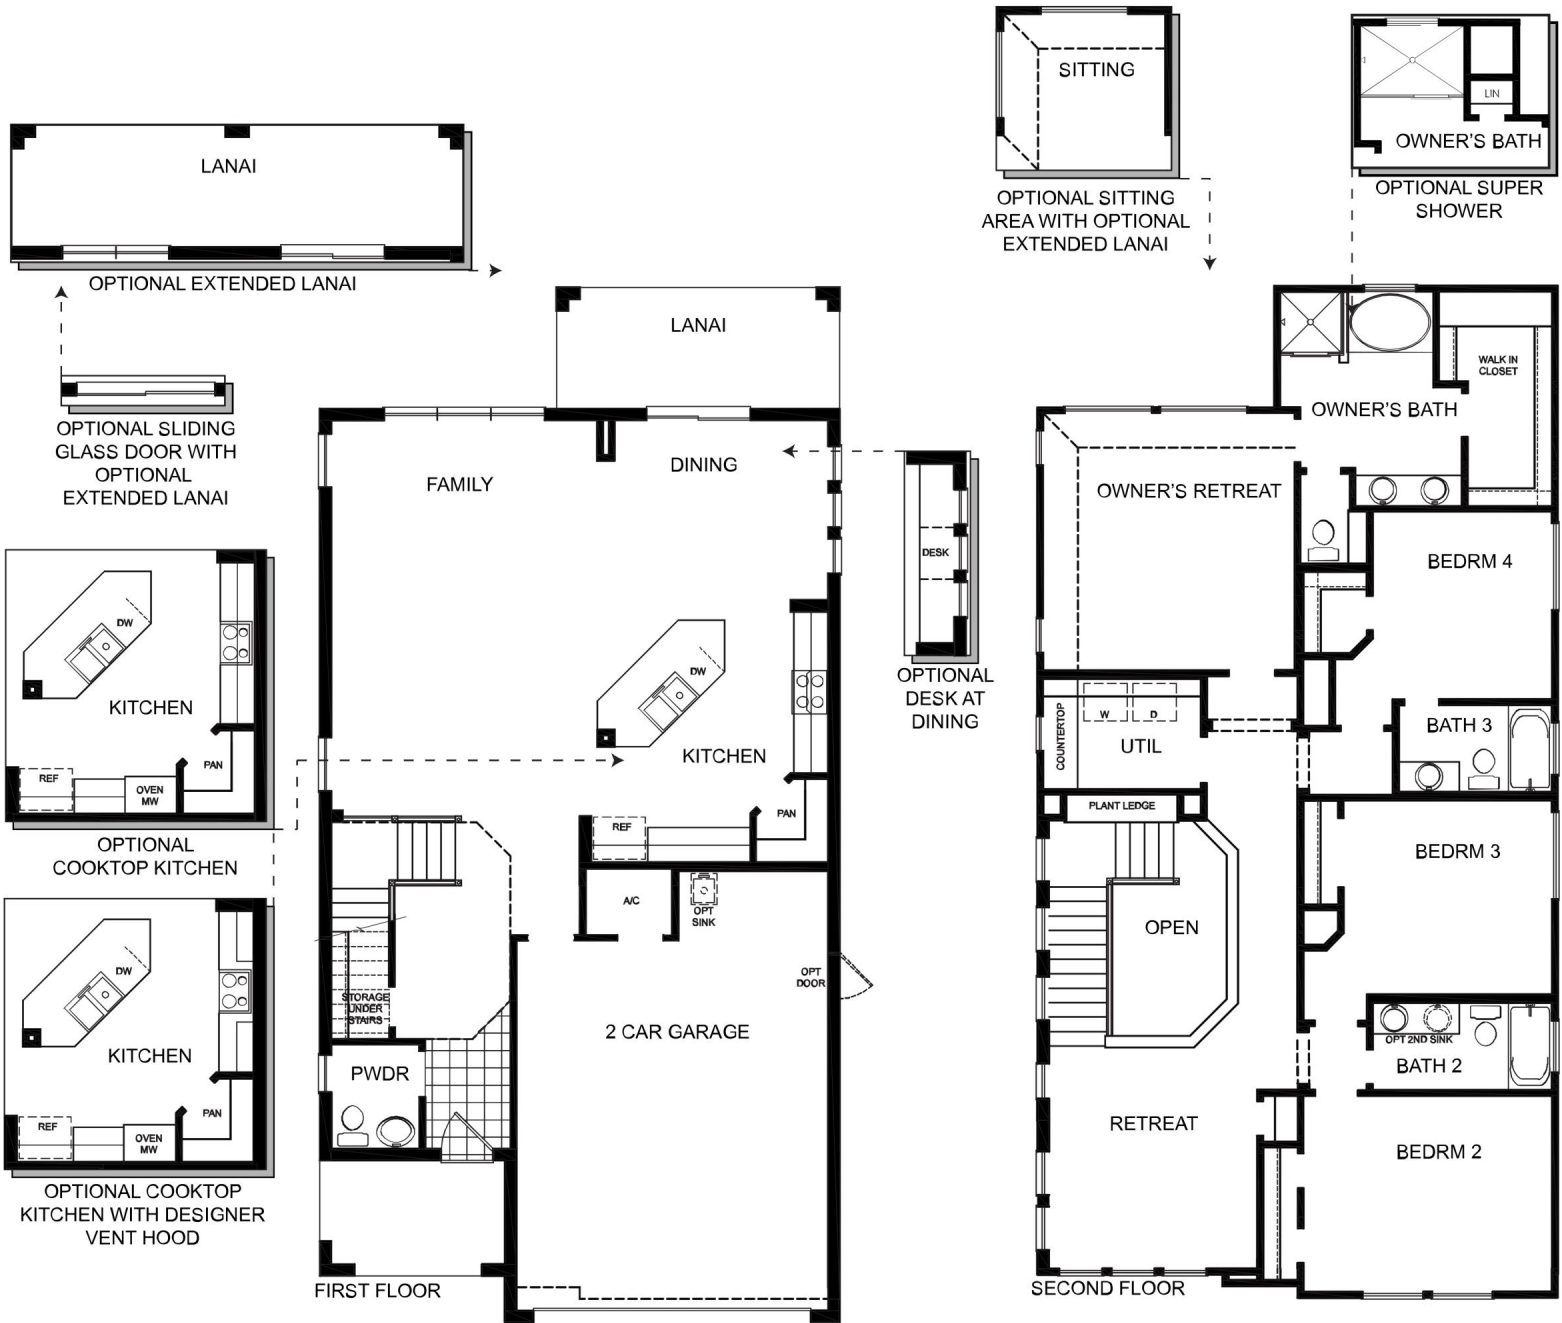 LANAI
OPTIONAL EXTENDED LANAI
OPTIONAL SLIDING
GLASS DOOR WITH
OPTIONAL
EXTENDED LANAI
DW
KITCHEN
PAN
REF
OVEN
MW
OPTIONAL
COOKTOP KITCHEN
DW
KITCHEN
PAN
REF
OVEN
MW
OPTIONAL COOKTOP
KITCHEN WITH DESIGNER
VENT HOOD
LANAI
FAMILY
DINING
DW
KITCHEN
PAN
REF
A/C
OPT
SINK
OPT
DOOR
STORAGE
UNDER
STAIRS
2 CAR GARAGE
PWDR
FIRST FLOOR
DESK
OPTIONAL
DESK AT
DINING
SITTING
OPTIONAL SITTING
AREA WITH OPTIONAL
EXTENDED LANAI
LIN
OWNER'S BATH
OPTIONAL SUPER
SHOWER
WALK IN
CLOSET
OWNER'S BATH
OWNER'S RETREAT
BEDRM 4
COUNTERTOP
W
D
UTIL
BATH 3
PLANT LEDGE
BEDRM 3
OPEN
OPT 2ND SINK
BATH 2
RETREAT
BEDRM 2
SECOND FLOOR